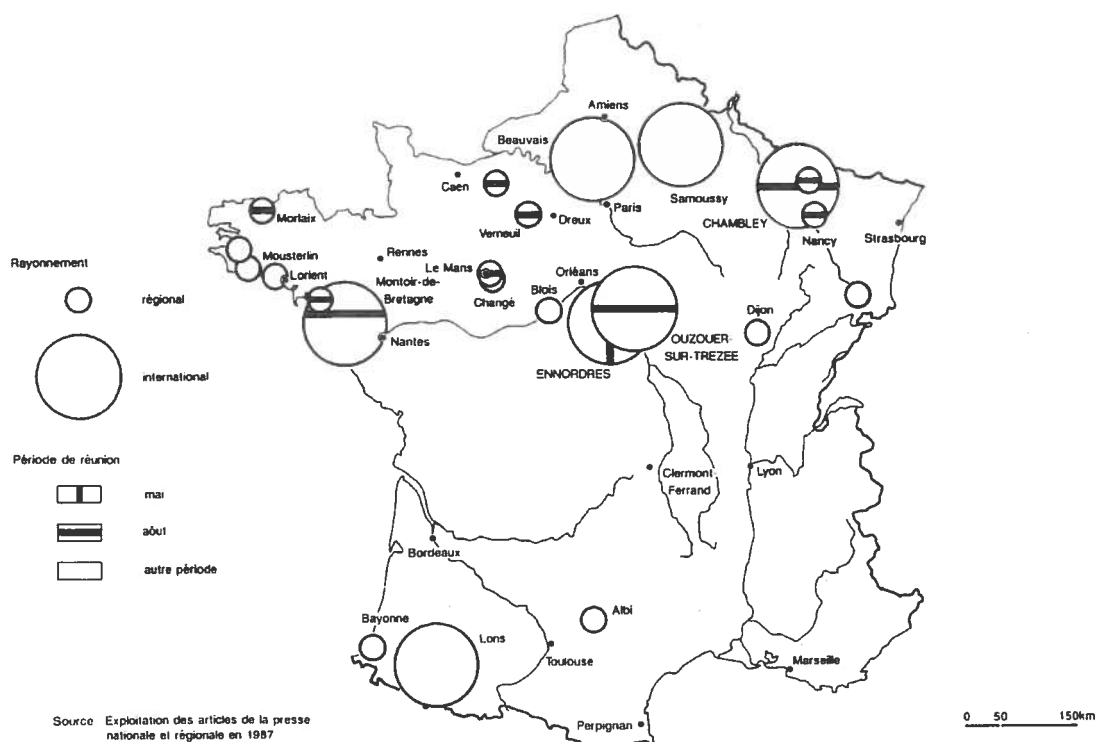 Amiens
Beauvais
Caen
Samoussy
Paris
Morlaix
Verneuil
Dreux
CHAMBLEY
Nancy
Strasbourg
Rennes
Mousterlin
Lorient
Montoir-de-
Bretagne
Le Mans
Changé
Orléans
Blois
Dijon
Nantes
OUZOUER-
SUR-TREZEE
ENNORDRES
Rayonnement
régional
international
Période de réunion
mai
aôut
autre période
Clermont-
Ferrand
Lyon
Bordeaux
Bayonne
Lons
Albi
Toulouse
Marseille
Perpignan
Source Exploitation des articles de la presse
nationale et régionale en 1987
0 50 150km